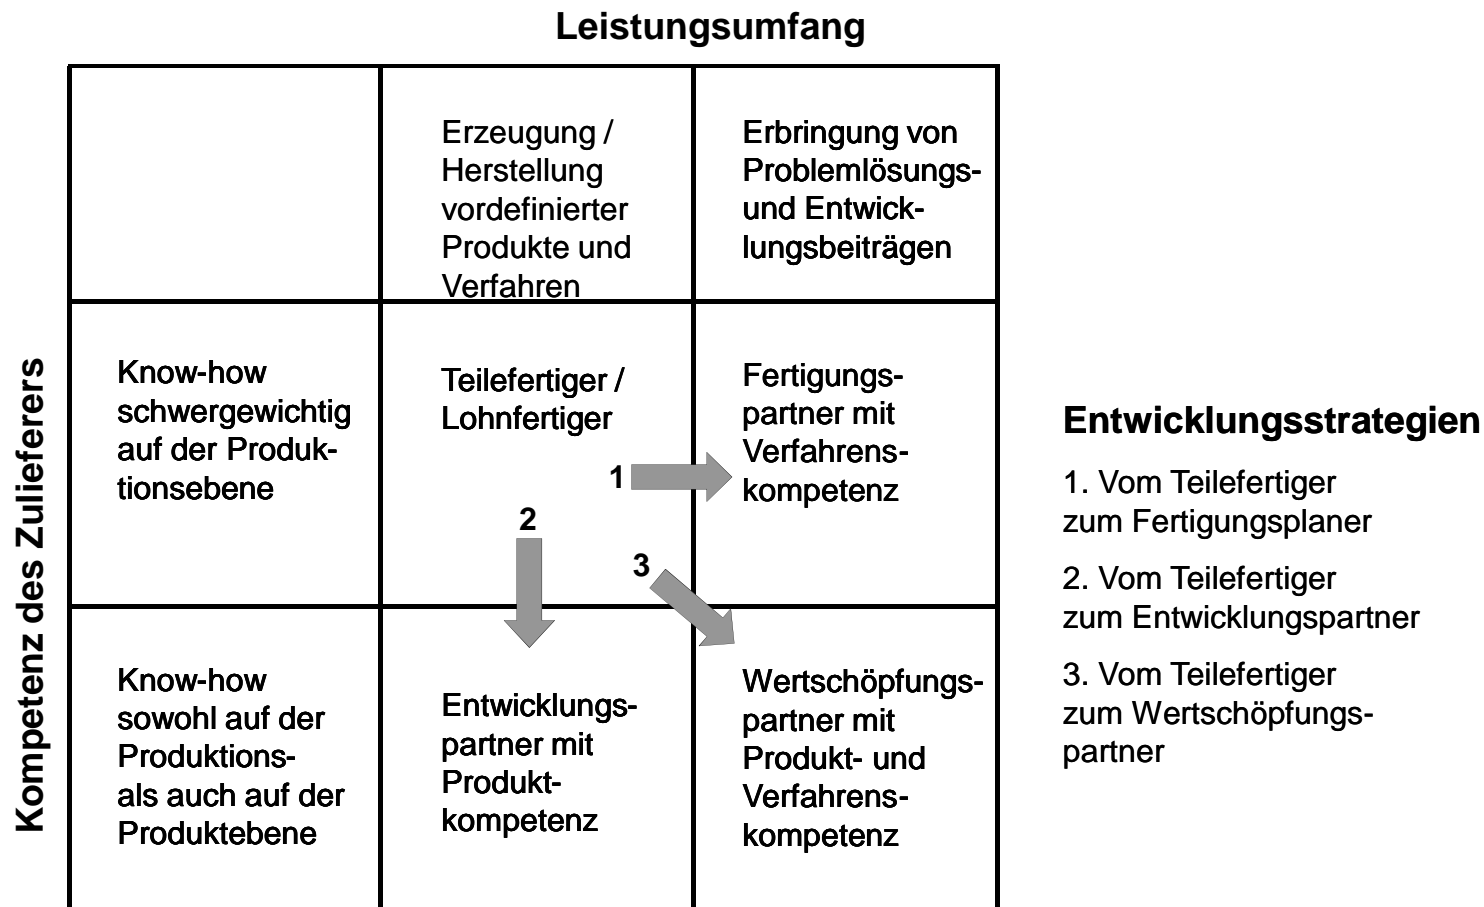 Leistungsumfang
Erzeugung /
Herstellung
vordefinierter
Produkte und
Verfahren
Erbringung von
Problemlösungs-
und Entwick-
lungsbeiträgen
Kompetenz des Zulieferers
Know-how
schwergewichtig
auf der Produk-
tionsebene
Teilefertiger /
Lohnfertiger
Fertigungs-
partner mit
Verfahrens-
kompetenz
1
2
3
Know-how
sowohl auf der
Produktions-
als auch auf der
Produktebene
Entwicklungs-
partner mit
Produkt-
kompetenz
Wertschöpfungs-
partner mit
Produkt- und
Verfahrens-
kompetenz
Entwicklungsstrategien
1. Vom Teilefertiger
zum Fertigungsplaner
2. Vom Teilefertiger
zum Entwicklungspartner
3. Vom Teilefertiger
zum Wertschöpfungs-
partner